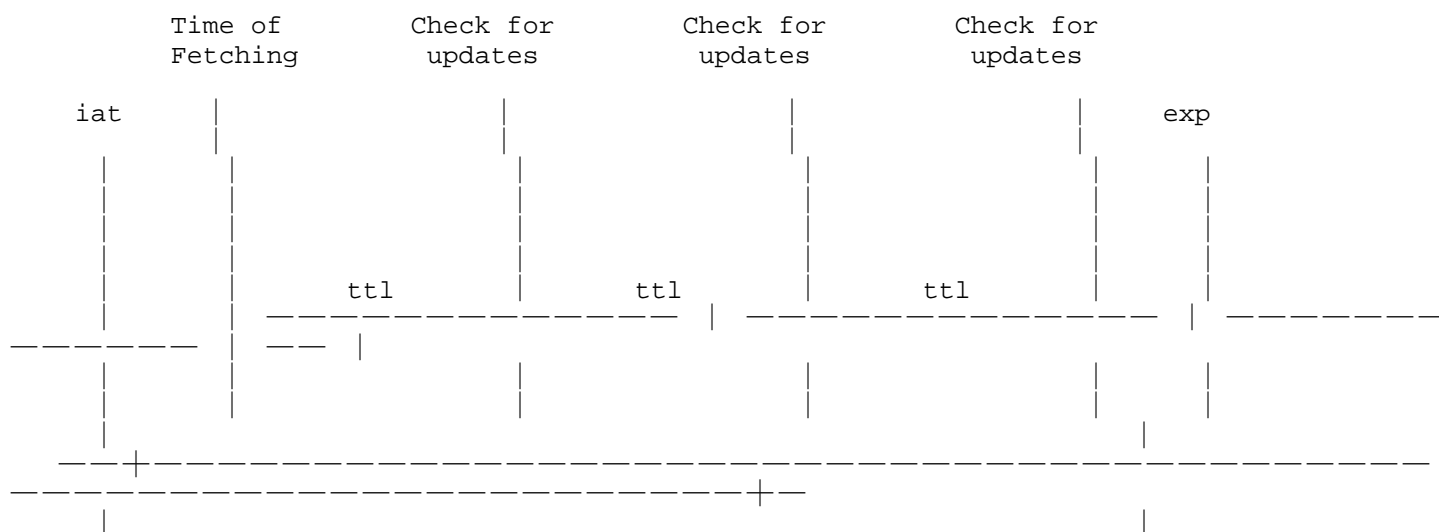 Time of Check for Check for Check for
Fetching updates updates updates
iat exp
ttl ttl ttl